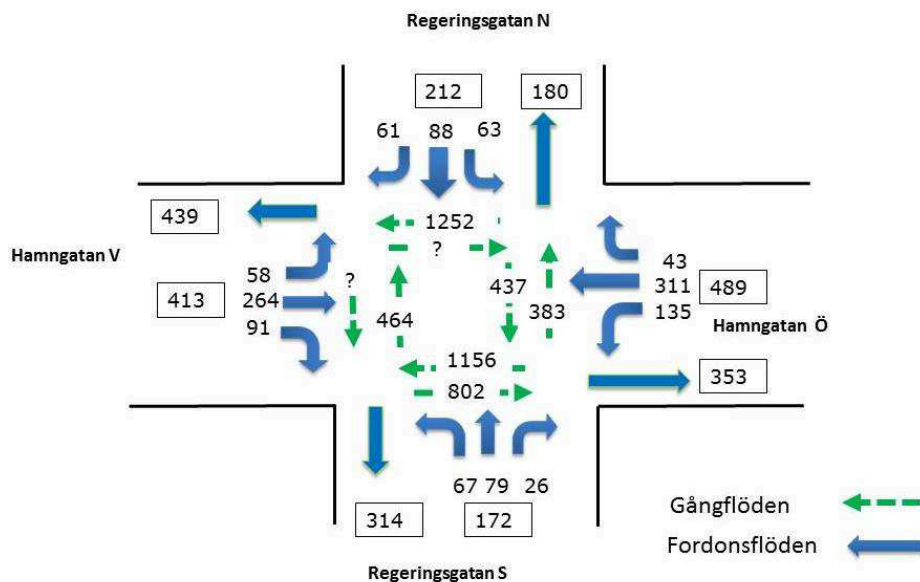 Regeringsgatan N
212
180
61 88 63
439
1252
Hamngatan V
?
58
?
43
413
264
437
311
489
91
464
383
135
Hamngatan Ö
1156
353
802
67 79 26
Gångflöden
314
172
Fordonsflöden
Regeringsgatan S